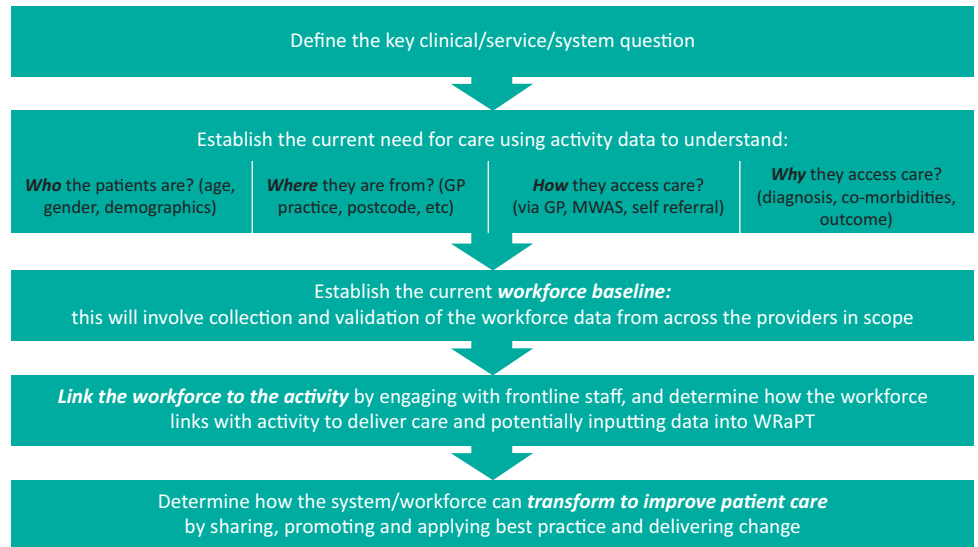 Define the key clinical/service/system question
Establish the current need for care using activity data to understand:
Who the patients are? (age,
gender, demographics)
Where they are from? (GP
practice, postcode, etc)
How they access care?
(via GP, MWAS, self referral)
Why they access care?
(diagnosis, co-morbidities,
outcome)
Establish the current workforce baseline:
this will involve collection and validation of the workforce data from across the providers in scope
Link the workforce to the activity by engaging with frontline staff, and determine how the workforce
links with activity to deliver care and potentially inputting data into WRaPT
Determine how the system/workforce can transform to improve patient care
by sharing, promoting and applying best practice and delivering change